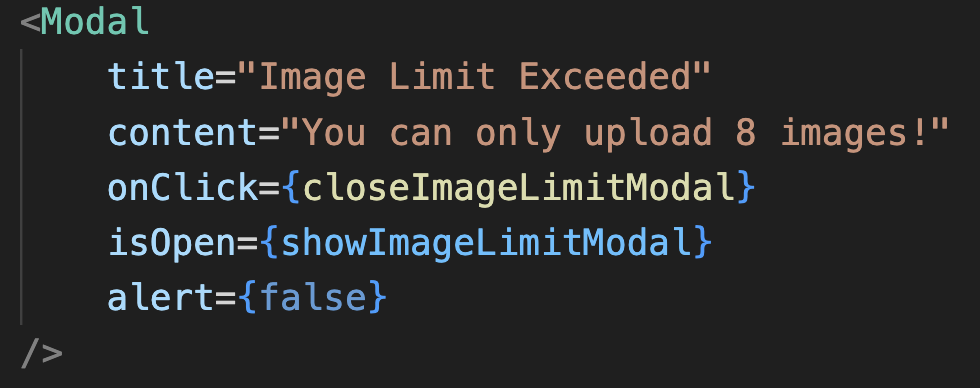 <Modal
title="Image Limit Exceeded"
content="You can only upload 8 images!"
onClick={closeImageLimitModal}
isOpen={showImageLimitModal}
alert={false}
/>